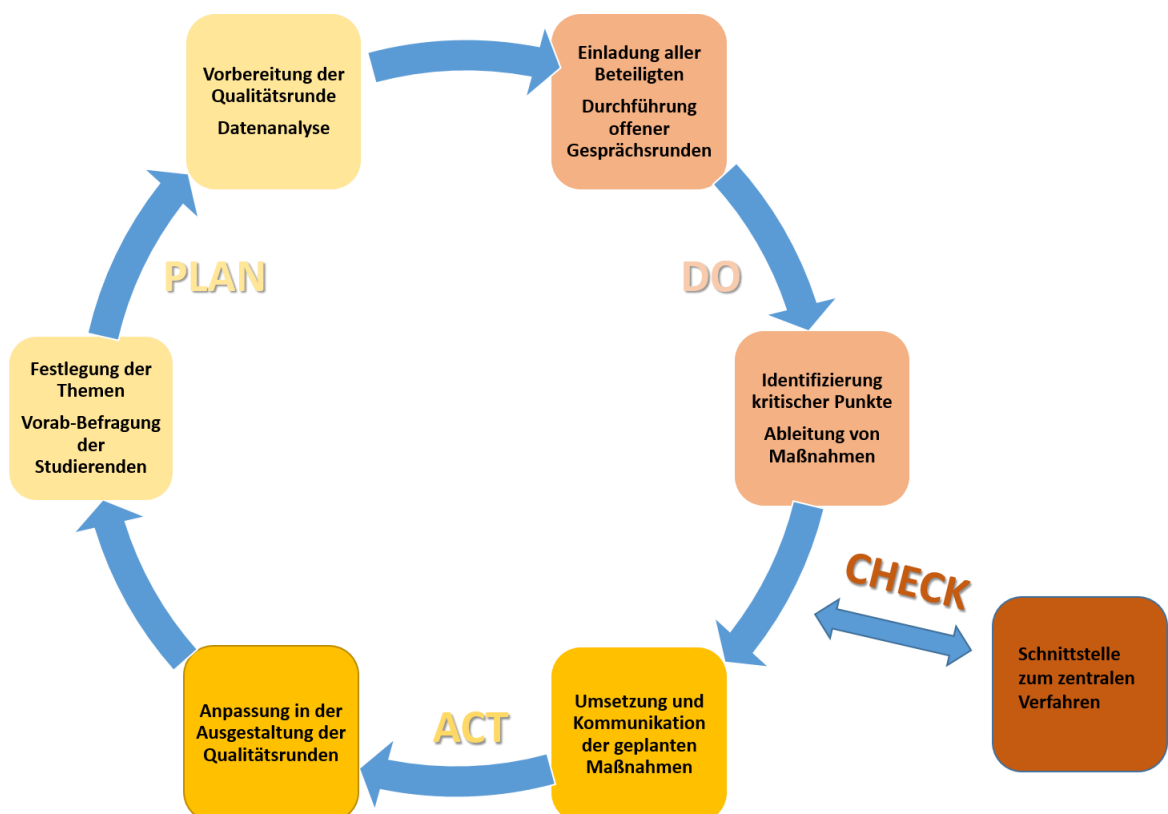 Vorbereitung der
Qualitätsrunde
Datenanalyse
Einladung aller
Beteiligten
Durchführung
offener
Gesprächsrunden
PLAN
DO
Festlegung der
Themen
Vorab-Befragung
der
Studierenden
Identifizierung
kritischer Punkte
Ableitung von
Maßnahmen
CHECK
Schnittstelle
zum zentralen
Verfahren
Anpassung in der
Ausgestaltung der
Qualitätsrunden
ACT
Umsetzung und
Kommunikation
der geplanten
Maßnahmen